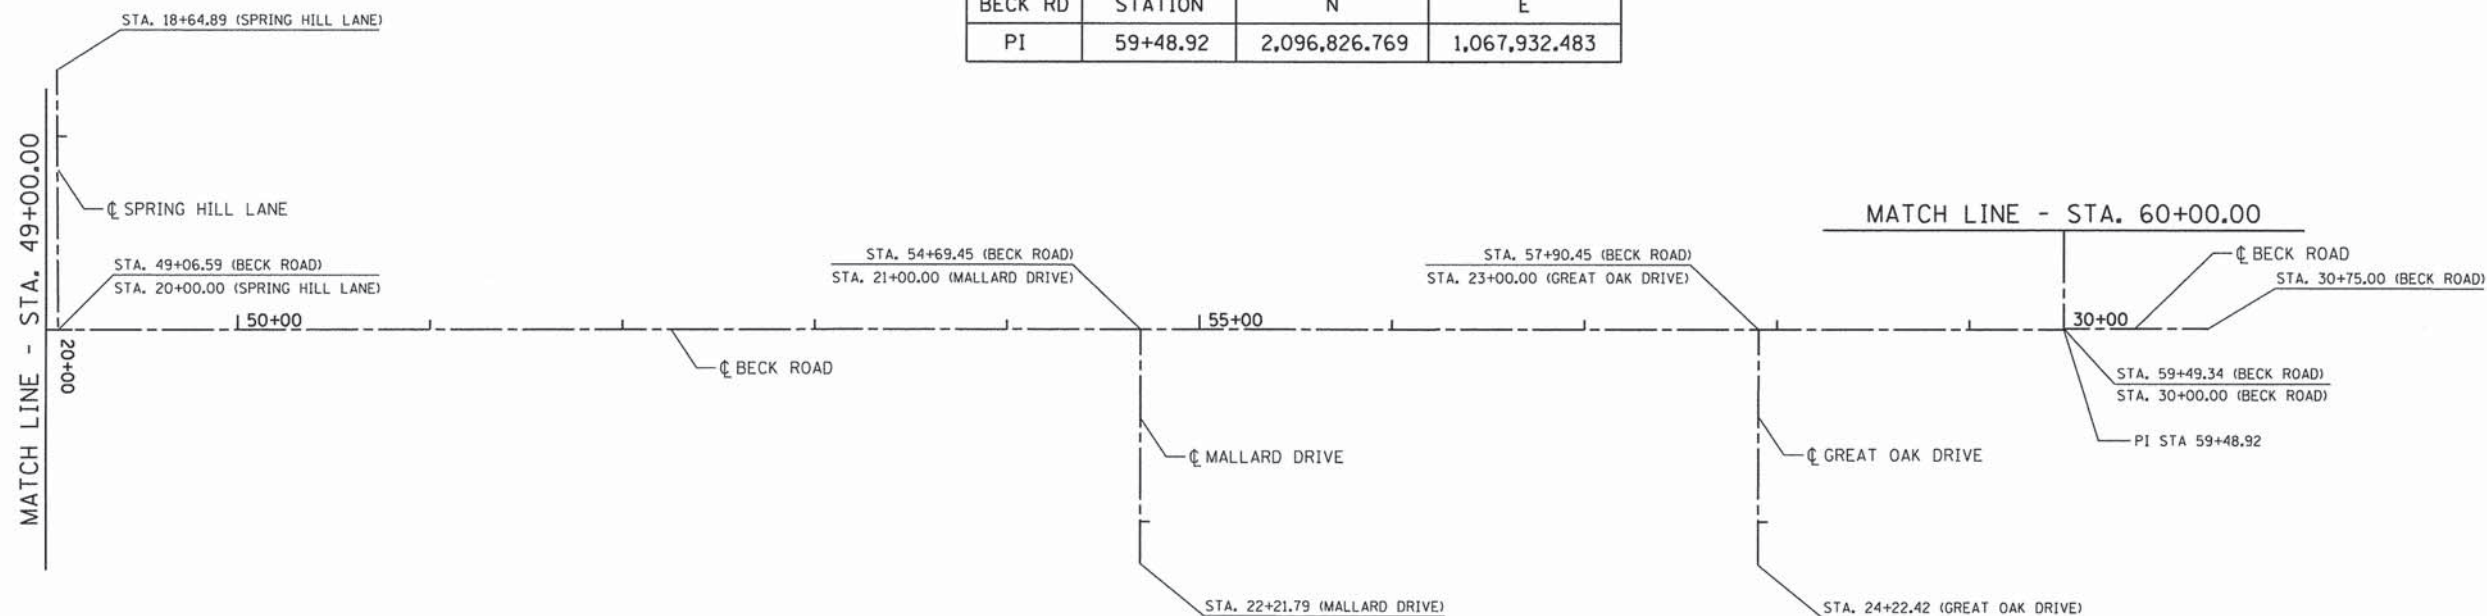 BECK RD STATION N E
PI 59+48.92 2,096,826.769 1,067,932.483
STA. 18+64.89 (SPRING HILL LANE)
MATCH LINE - STA. 49+00.00
℄ SPRING HILL LANE
STA. 49+06.59 (BECK ROAD)
STA. 20+00.00 (SPRING HILL LANE)
20+00
50+00
℄ BECK ROAD
STA. 54+69.45 (BECK ROAD)
STA. 21+00.00 (MALLARD DRIVE)
55+00
℄ MALLARD DRIVE
STA. 22+21.79 (MALLARD DRIVE)
STA. 57+90.45 (BECK ROAD)
STA. 23+00.00 (GREAT OAK DRIVE)
℄ GREAT OAK DRIVE
STA. 24+22.42 (GREAT OAK DRIVE)
MATCH LINE - STA. 60+00.00
℄ BECK ROAD
STA. 30+75.00 (BECK ROAD)
30+00
STA. 59+49.34 (BECK ROAD)
STA. 30+00.00 (BECK ROAD)
PI STA 59+48.92